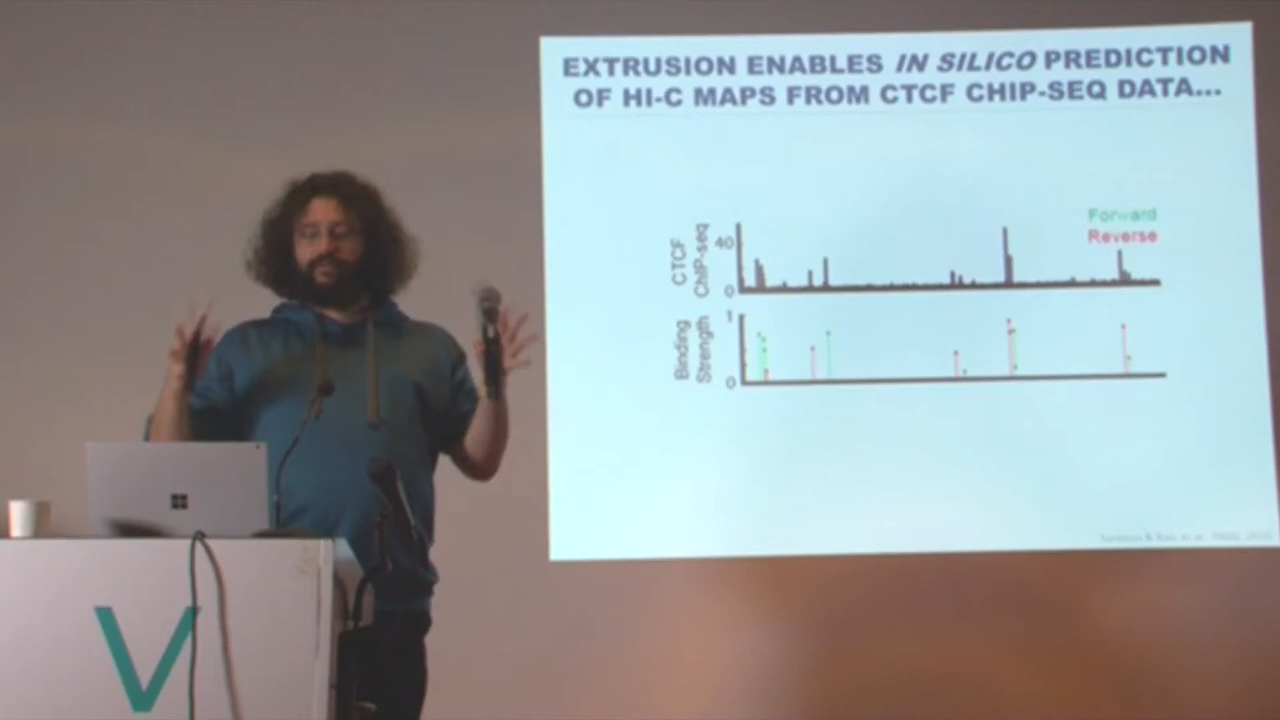 EXTRUSION ENABLES IN SILICO PREDICTION
OF HI-C MAPS FROM CTCF CHIP-SEQ DATA...
Forward
Reverse
CTCF
ChIP-seq
40
0
Binding
Strength
1
0
V